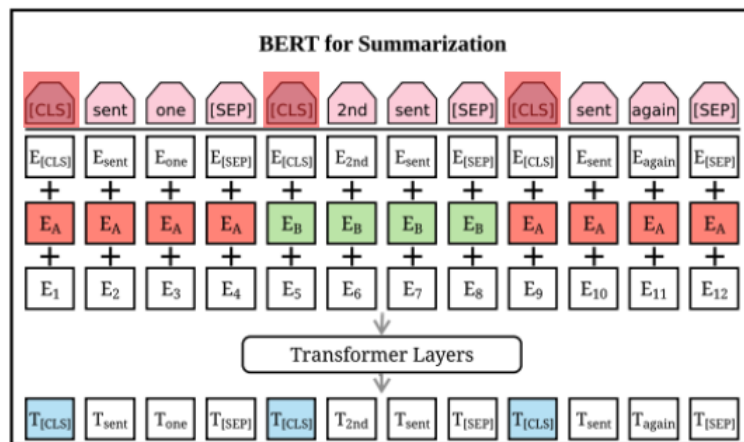 BERT for Summarization
[CLS] sent one [SEP] [CLS] 2nd sent [SEP] [CLS] sent again [SEP]
E[CLS] Esent Eone E[SEP] E[CLS] E2nd Esent E[SEP] E[CLS] Esent Eagain E[SEP]
+ + + + + + + + + + + +
EA EA EA EA EB EB EB EB EA EA EA EA
+ + + + + + + + + + + +
E1 E2 E3 E4 E5 E6 E7 E8 E9 E10 E11 E12
Transformer Layers
T[CLS] Tsent Tone T[SEP] T[CLS] T2nd Tsent T[SEP] T[CLS] Tsent Tagain T[SEP]